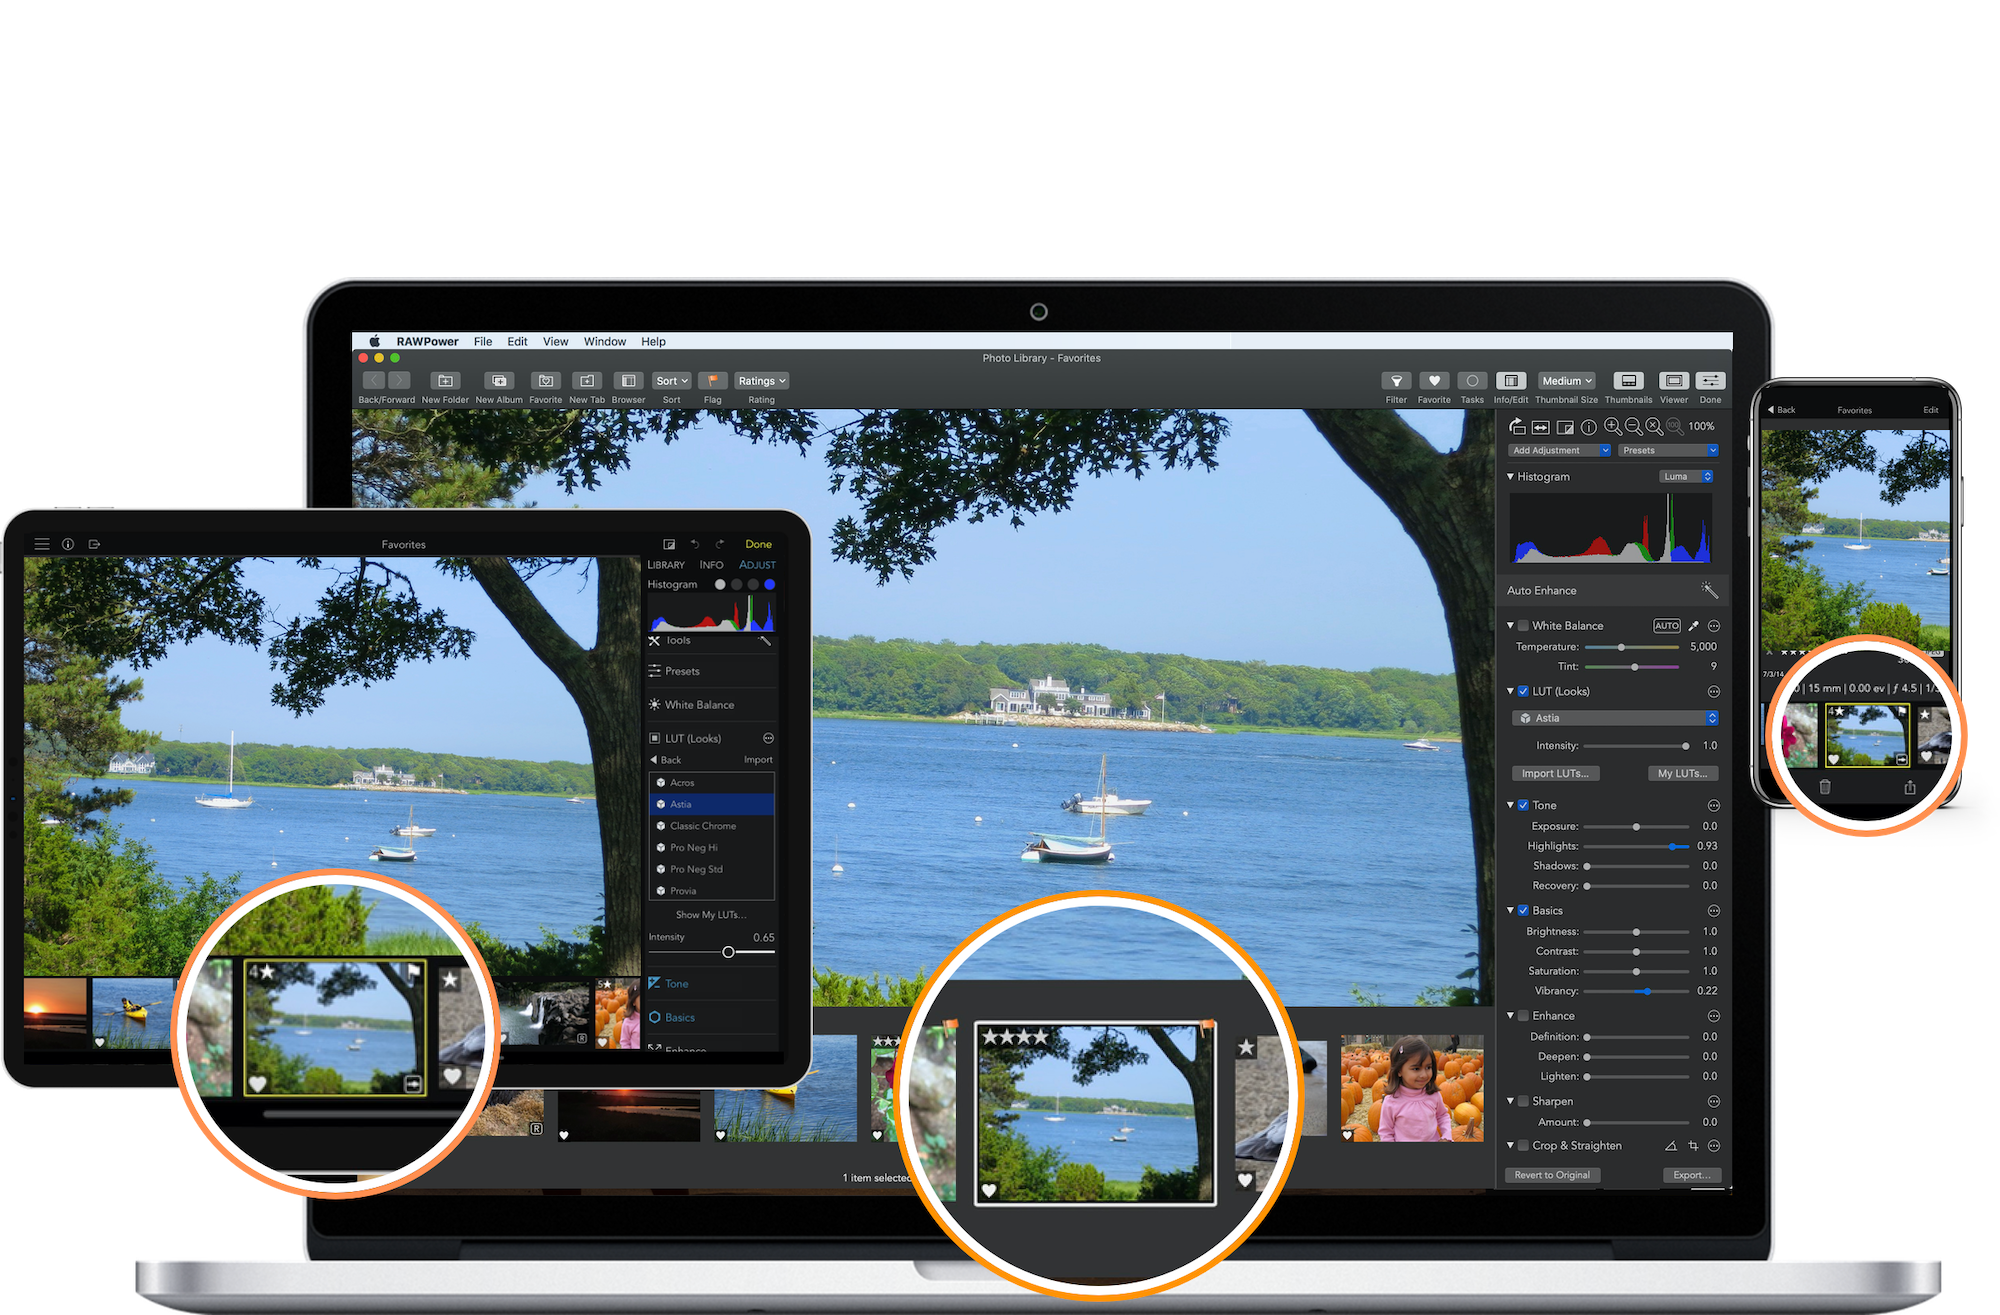 RAWPower File Edit View Window Help
Photo Library - Favorites
Sort Ratings Medium
Back/Forward New Folder New Album Favorite New Tab Browser Sort Flag Rating Filter Favorite Tasks Info/Edit Thumbnail Size Thumbnails Viewer Done
100%
Add Adjustment Presets
Histogram Luma
Auto Enhance
White Balance AUTO
Temperature: 5,000
Tint: 9
LUT (Looks)
Astia
Intensity: 1.0
Import LUTs... My LUTs...
Tone
Exposure: 0.0
Highlights: 0.93
Shadows: 0.0
Recovery: 0.0
Basics
Brightness: 1.0
Contrast: 1.0
Saturation: 1.0
Vibrancy: 0.22
Enhance
Definition: 0.0
Deepen: 0.0
Lighten: 0.0
Sharpen
Amount: 0.0
Crop & Straighten
Revert to Original Export...
R
1 item selected
Favorites Done
LIBRARY INFO ADJUST
Histogram
Tools
Presets
White Balance
LUT (Looks)
Back Import
Acros
Astia
Classic Chrome
Pro Neg Hi
Pro Neg Std
Provia
Show My LUTs...
Intensity 0.65
Tone
Basics
Enhance
4★
R
5★
Back Favorites Edit
7/3/14
15 mm | 0.00 ev | ƒ 4.5 | 1/
4★